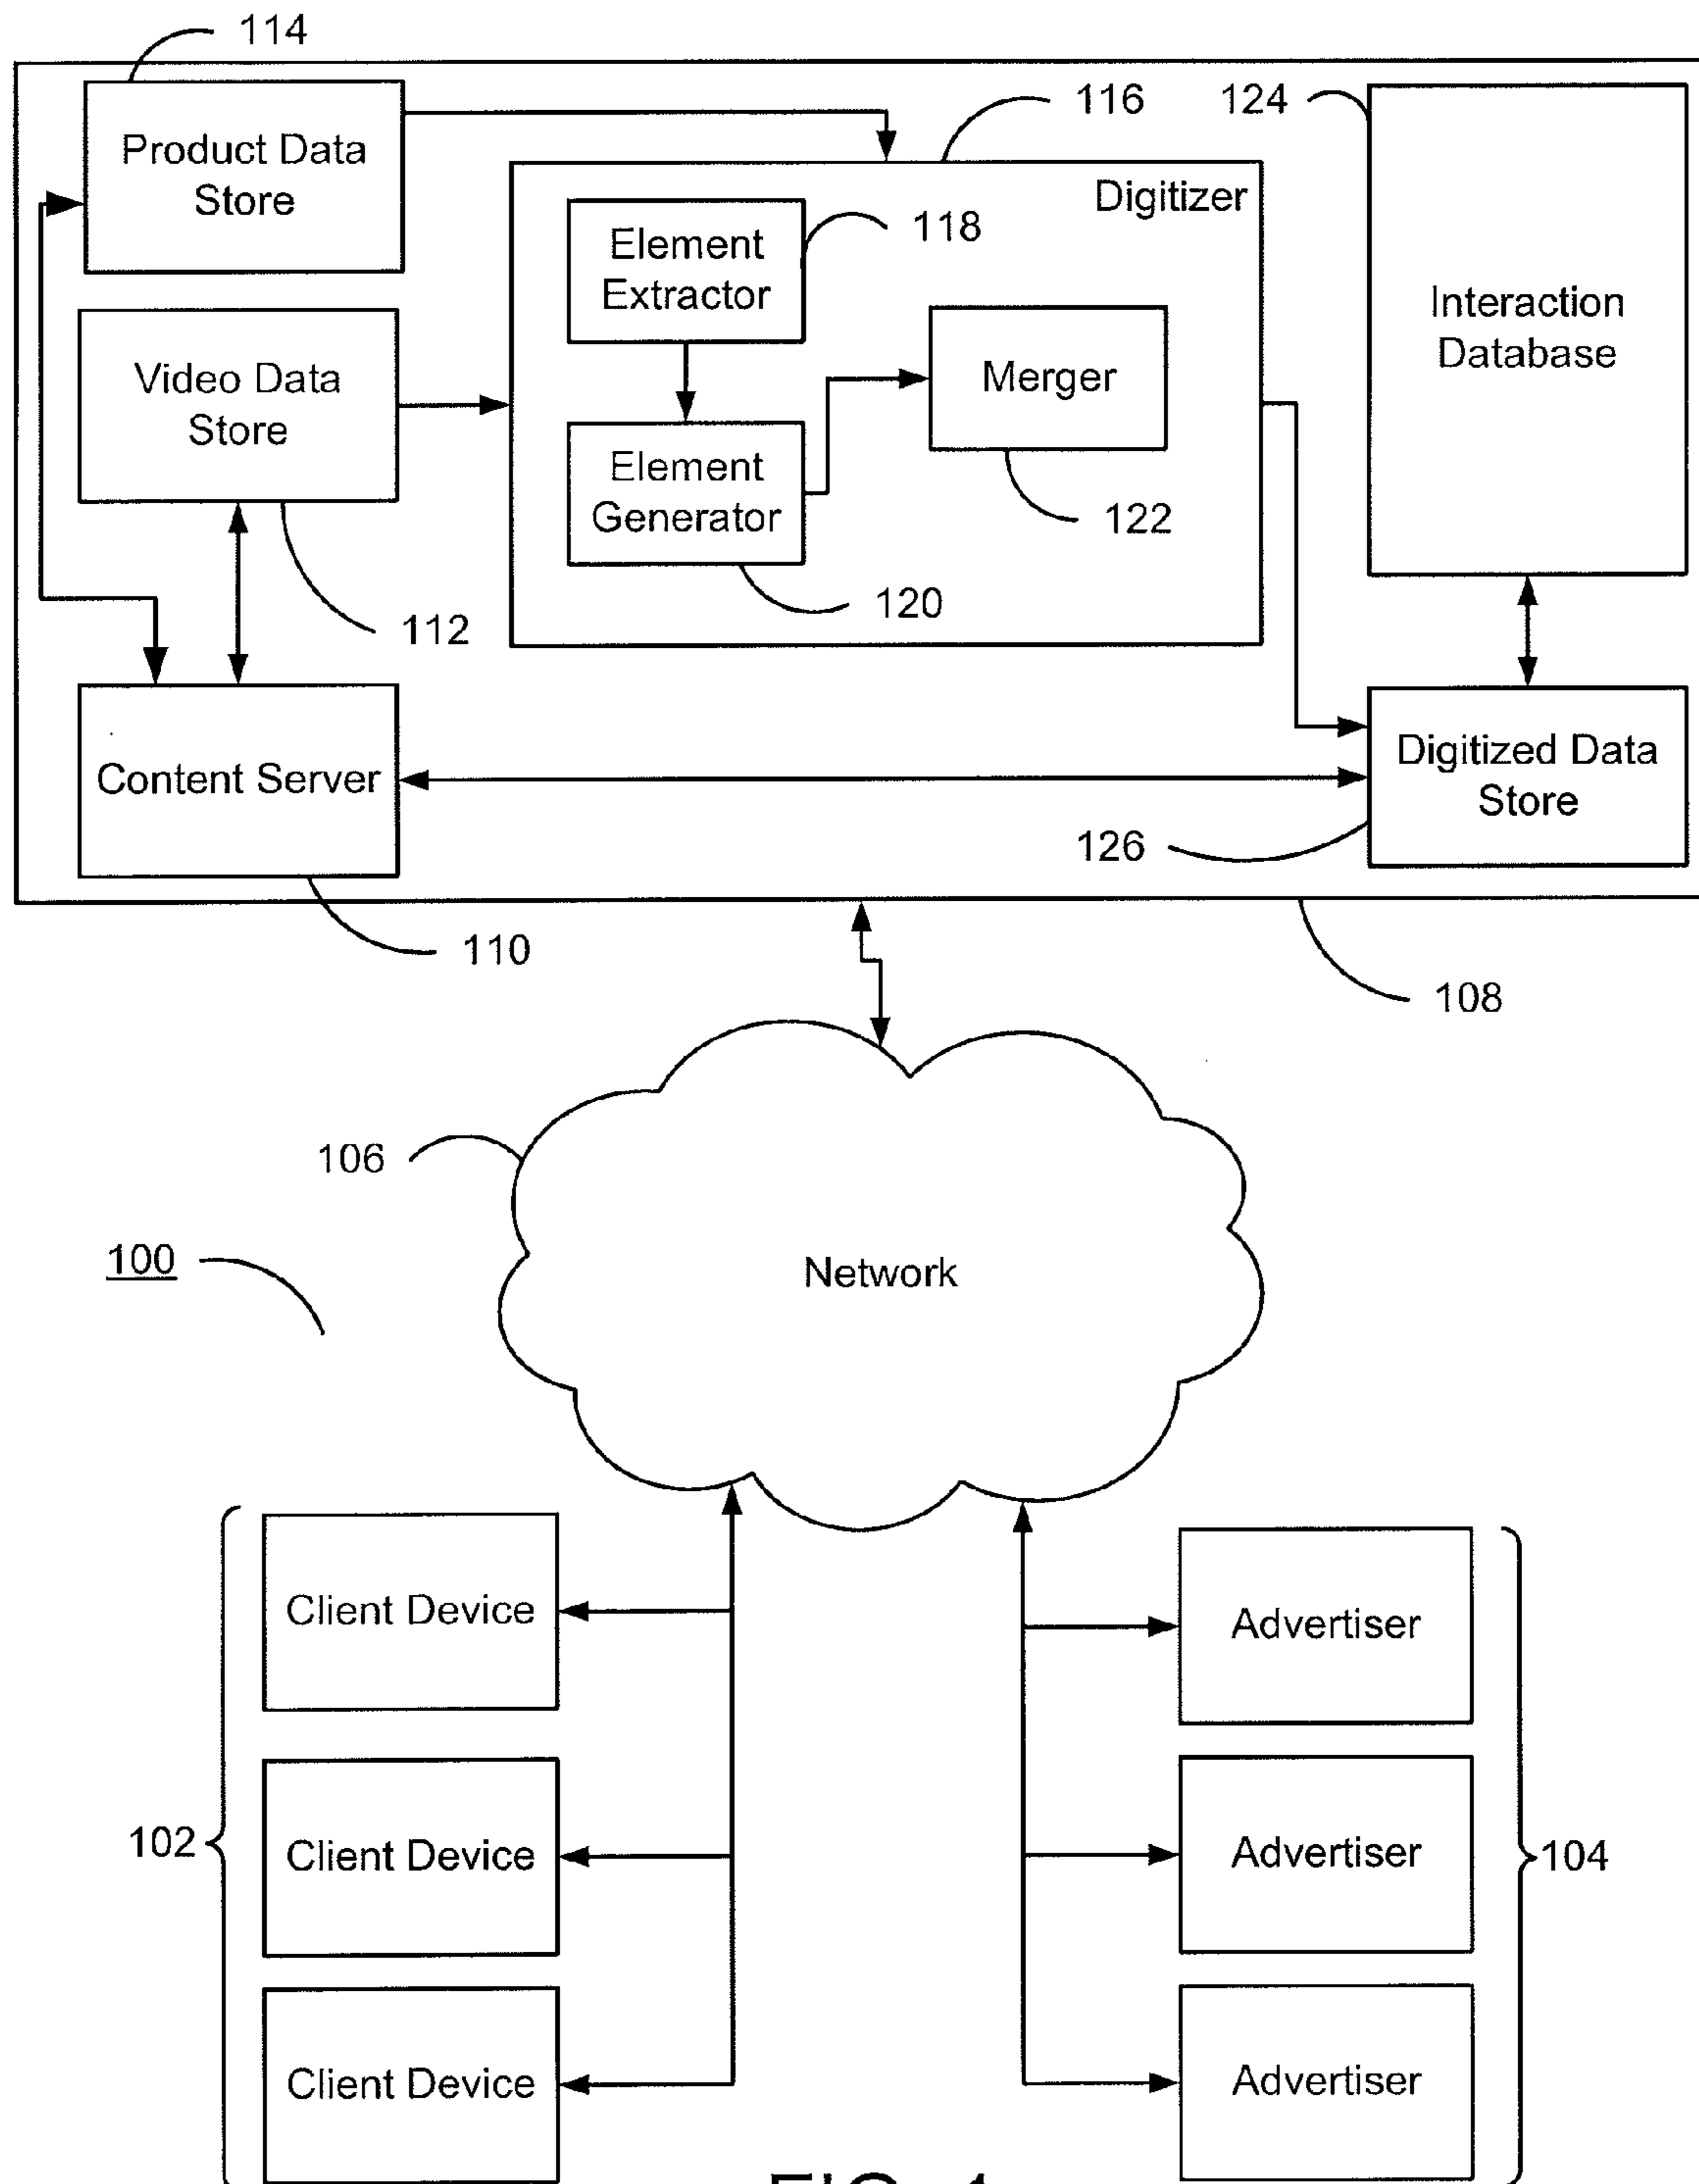 114
Product Data
Store
116
124
Digitizer
Element
Extractor
118
Interaction
Database
Video Data
Store
Merger
Element
Generator
122
120
112
Content Server
Digitized Data
Store
126
110
108
106
100
Network
Client Device
Advertiser
102
Client Device
Advertiser
104
Client Device
Advertiser
FIG. 1